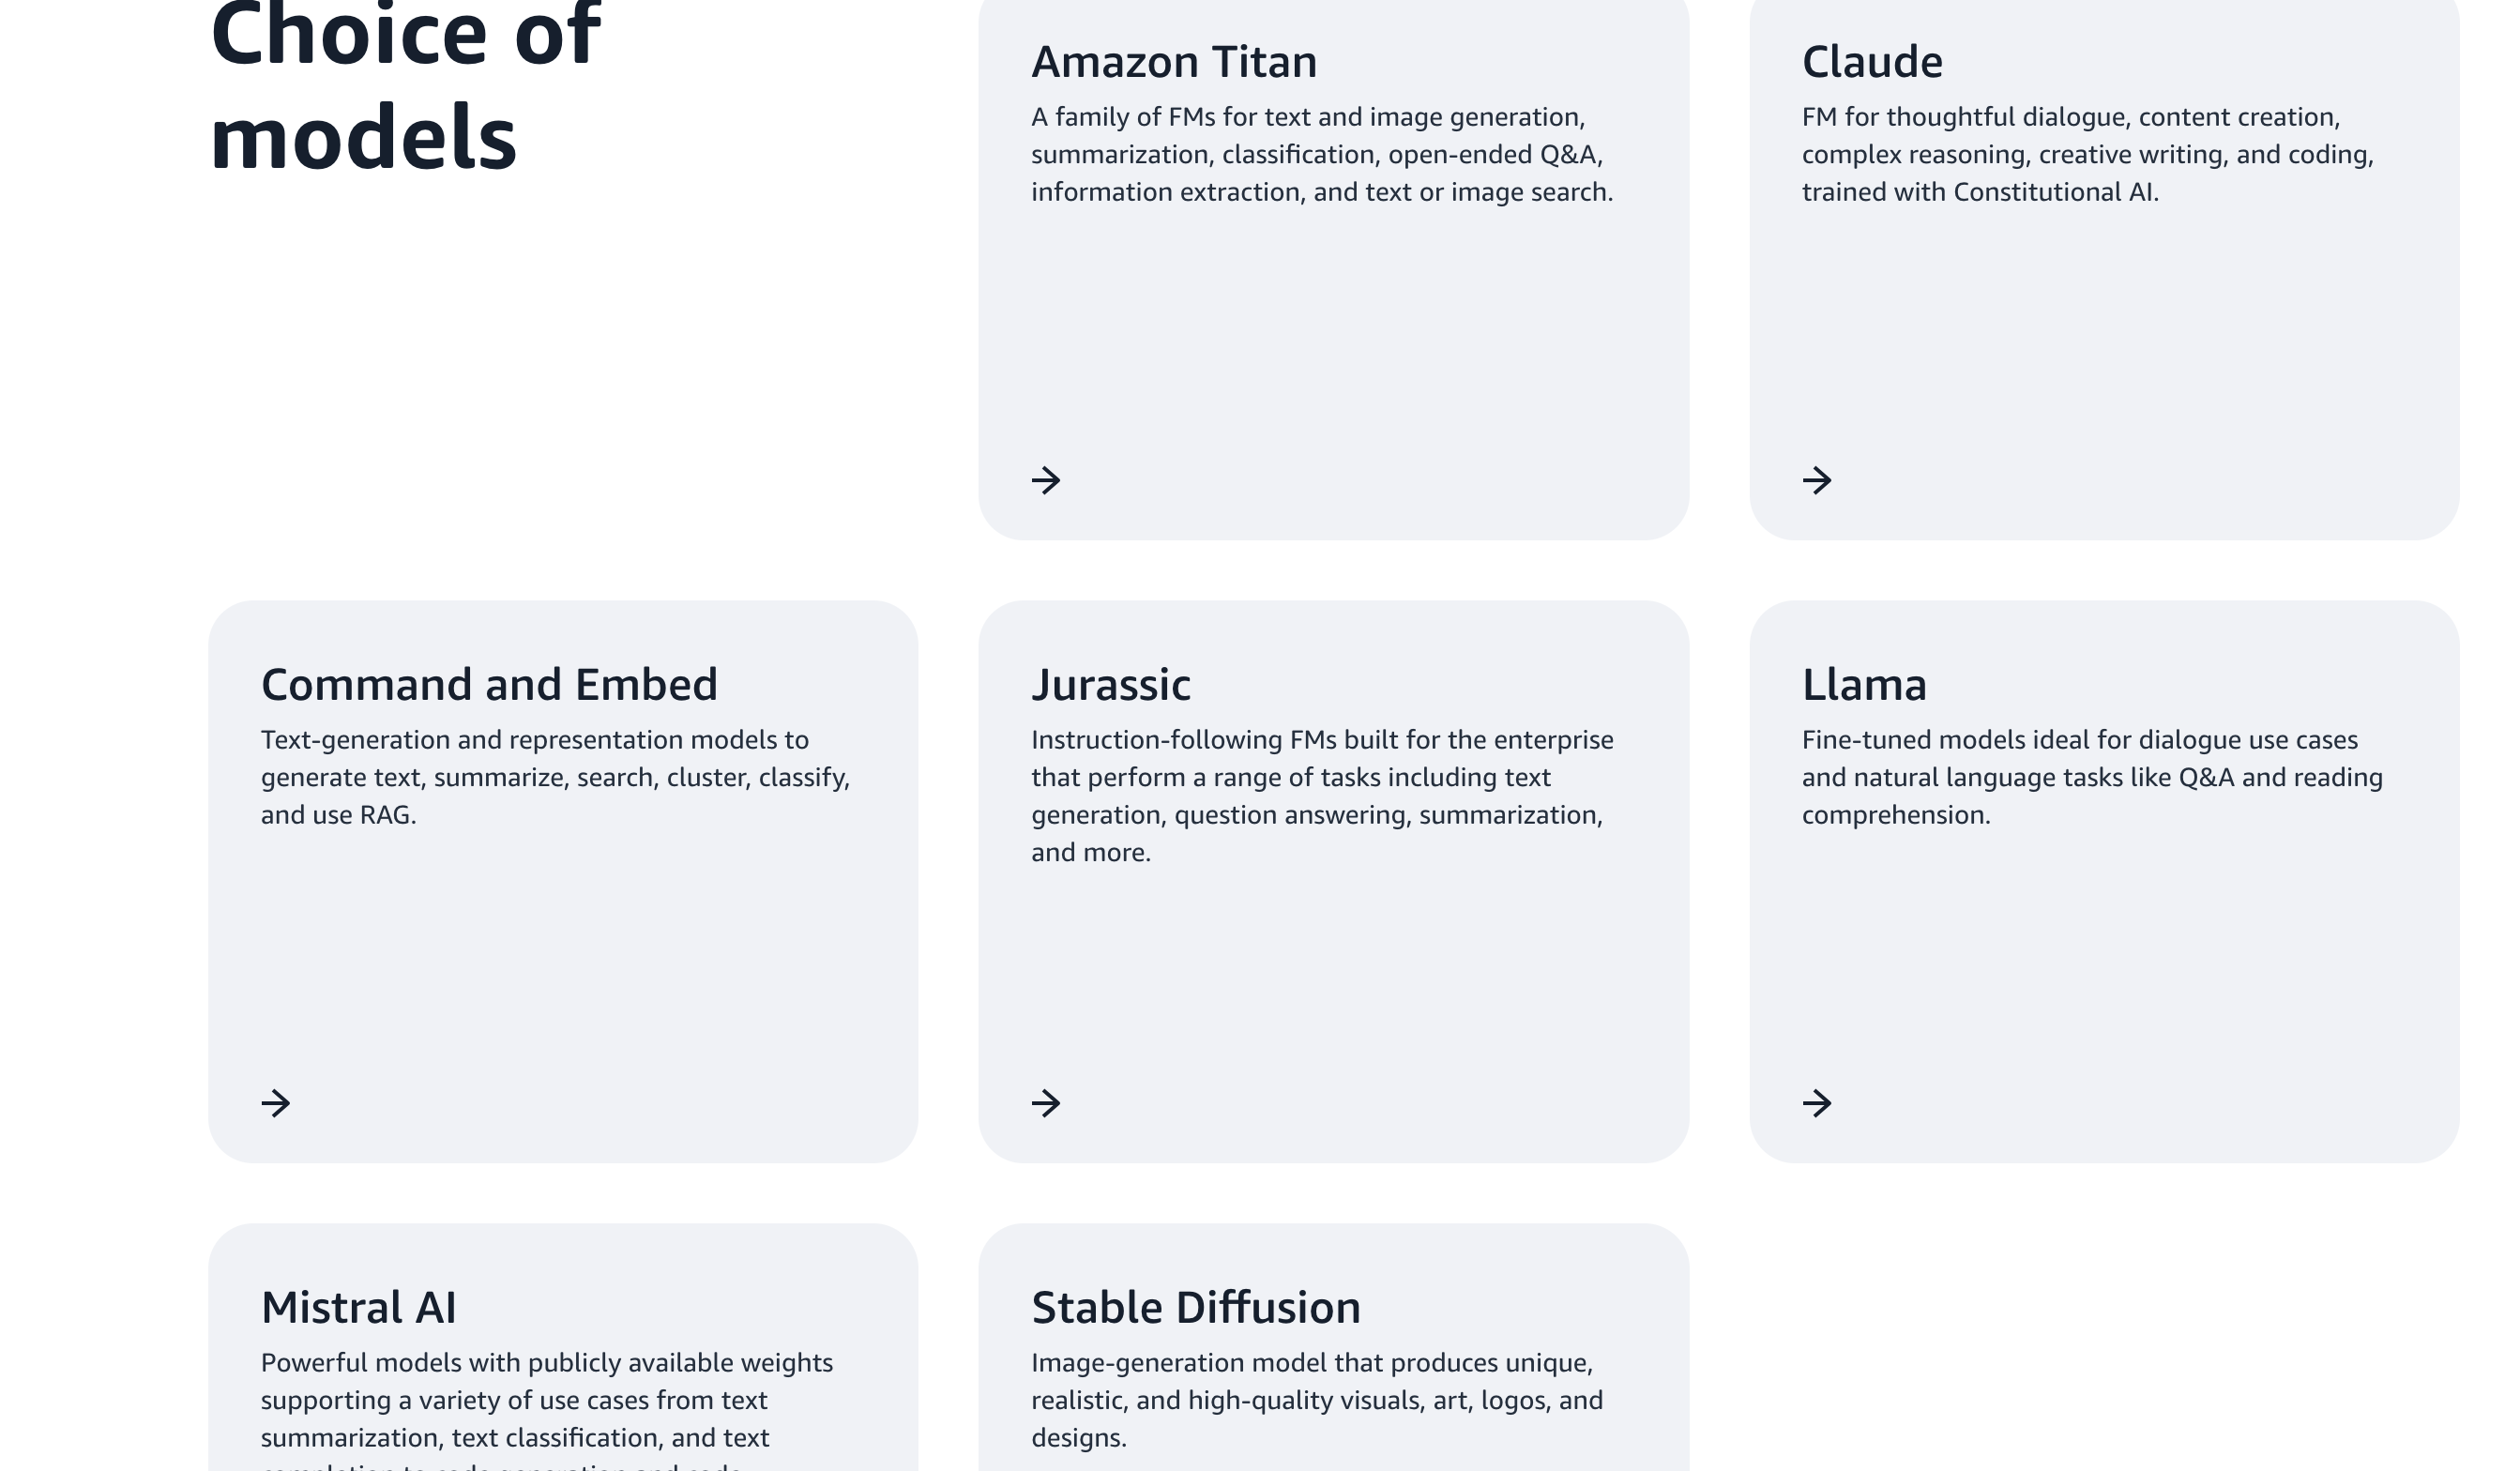 Choice of
models
Amazon Titan
A family of FMs for text and image generation,
summarization, classification, open-ended Q&A,
information extraction, and text or image search.
Claude
FM for thoughtful dialogue, content creation,
complex reasoning, creative writing, and coding,
trained with Constitutional AI.
Command and Embed
Text-generation and representation models to
generate text, summarize, search, cluster, classify,
and use RAG.
Jurassic
Instruction-following FMs built for the enterprise
that perform a range of tasks including text
generation, question answering, summarization,
and more.
Llama
Fine-tuned models ideal for dialogue use cases
and natural language tasks like Q&A and reading
comprehension.
Mistral AI
Powerful models with publicly available weights
supporting a variety of use cases from text
summarization, text classification, and text
Stable Diffusion
Image-generation model that produces unique,
realistic, and high-quality visuals, art, logos, and
designs.